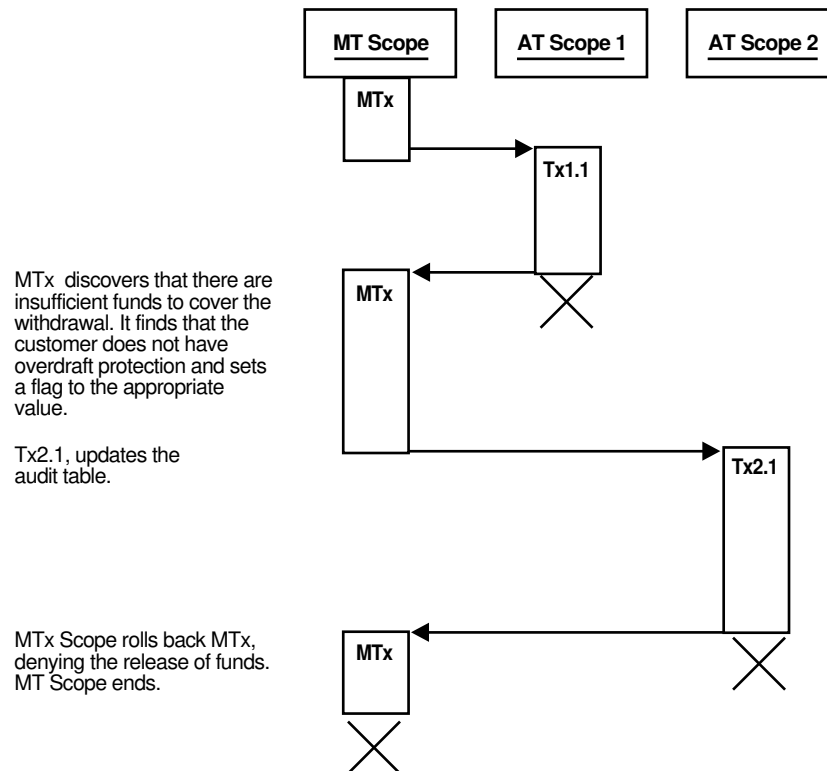 MT Scope
AT Scope 1
AT Scope 2
MTx
Tx1.1
MTx discovers that there are
insufficient funds to cover the
withdrawal. It finds that the
customer does not have
overdraft protection and sets
a flag to the appropriate
value.
MTx
Tx2.1, updates the
audit table.
Tx2.1
MTx Scope rolls back MTx,
denying the release of funds.
MT Scope ends.
MTx